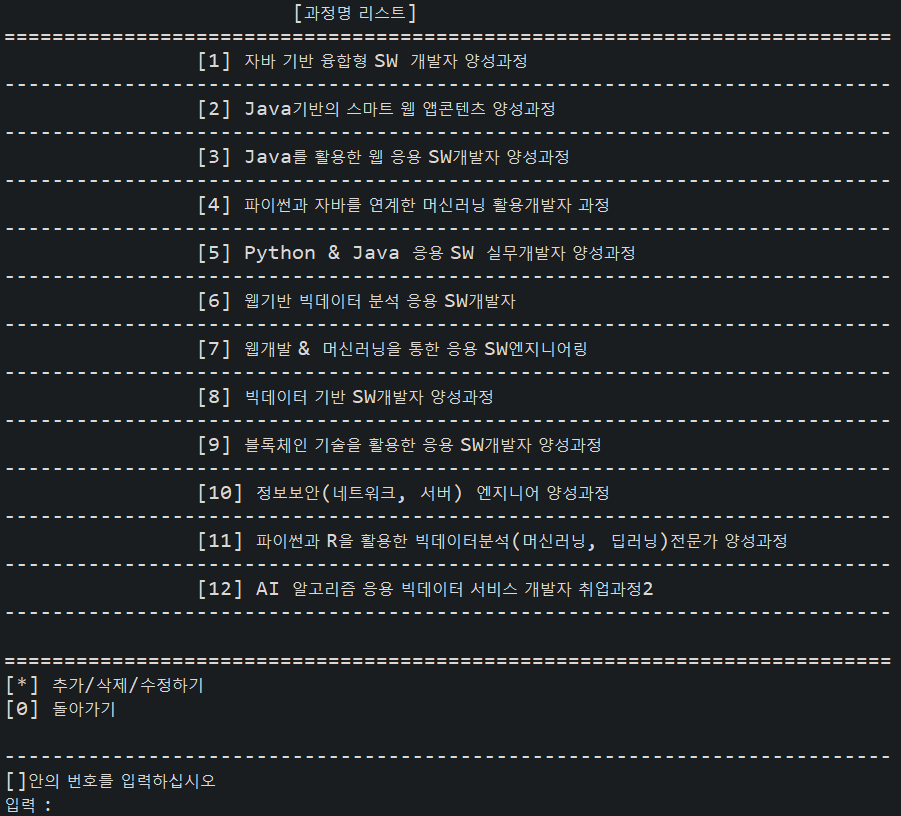 [과정명 리스트]
==========================================================================
[1] 자바 기반 융합형 SW 개발자 양성과정
--------------------------------------------------------------------------
[2] Java기반의 스마트 웹 앱콘텐츠 양성과정
--------------------------------------------------------------------------
[3] Java를 활용한 웹 응용 SW개발자 양성과정
--------------------------------------------------------------------------
[4] 파이썬과 자바를 연계한 머신러닝 활용개발자 과정
--------------------------------------------------------------------------
[5] Python & Java 응용 SW 실무개발자 양성과정
--------------------------------------------------------------------------
[6] 웹기반 빅데이터 분석 응용 SW개발자
--------------------------------------------------------------------------
[7] 웹개발 & 머신러닝을 통한 응용 SW엔지니어링
--------------------------------------------------------------------------
[8] 빅데이터 기반 SW개발자 양성과정
--------------------------------------------------------------------------
[9] 블록체인 기술을 활용한 응용 SW개발자 양성과정
--------------------------------------------------------------------------
[10] 정보보안(네트워크, 서버) 엔지니어 양성과정
--------------------------------------------------------------------------
[11] 파이썬과 R을 활용한 빅데이터분석(머신러닝, 딥러닝)전문가 양성과정
--------------------------------------------------------------------------
[12] AI 알고리즘 응용 빅데이터 서비스 개발자 취업과정2
--------------------------------------------------------------------------
==========================================================================
[*] 추가/삭제/수정하기
[0] 돌아가기
--------------------------------------------------------------------------
[]안의 번호를 입력하십시오
입력 :